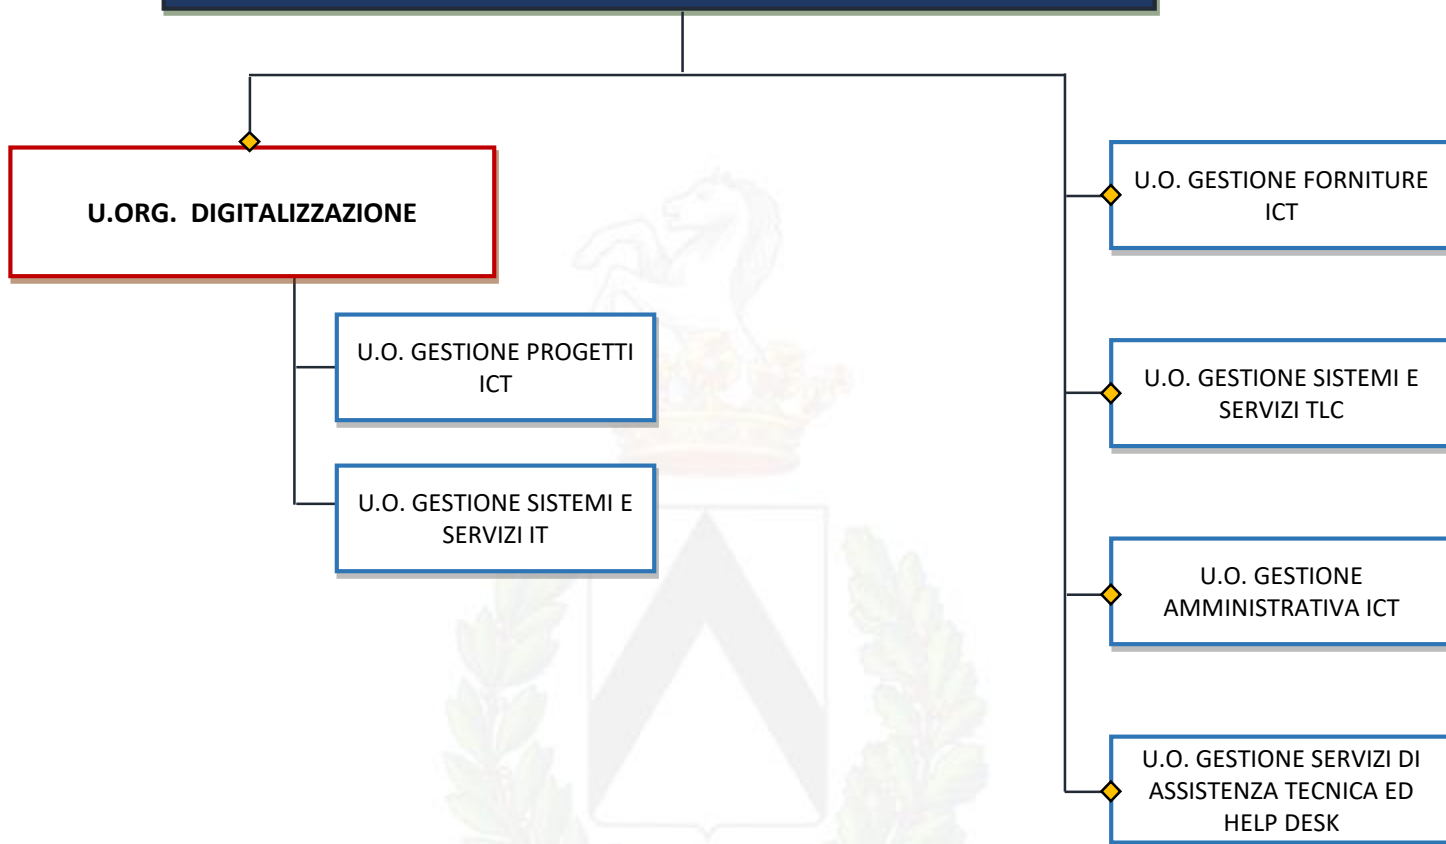 U.ORG.  DIGITALIZZAZIONE
U.O. GESTIONE PROGETTI
ICT
U.O. GESTIONE SISTEMI E
SERVIZI IT
U.O. GESTIONE FORNITURE
ICT
U.O. GESTIONE SISTEMI E
SERVIZI TLC
U.O. GESTIONE
AMMINISTRATIVA ICT
U.O. GESTIONE SERVIZI DI
ASSISTENZA TECNICA ED
HELP DESK